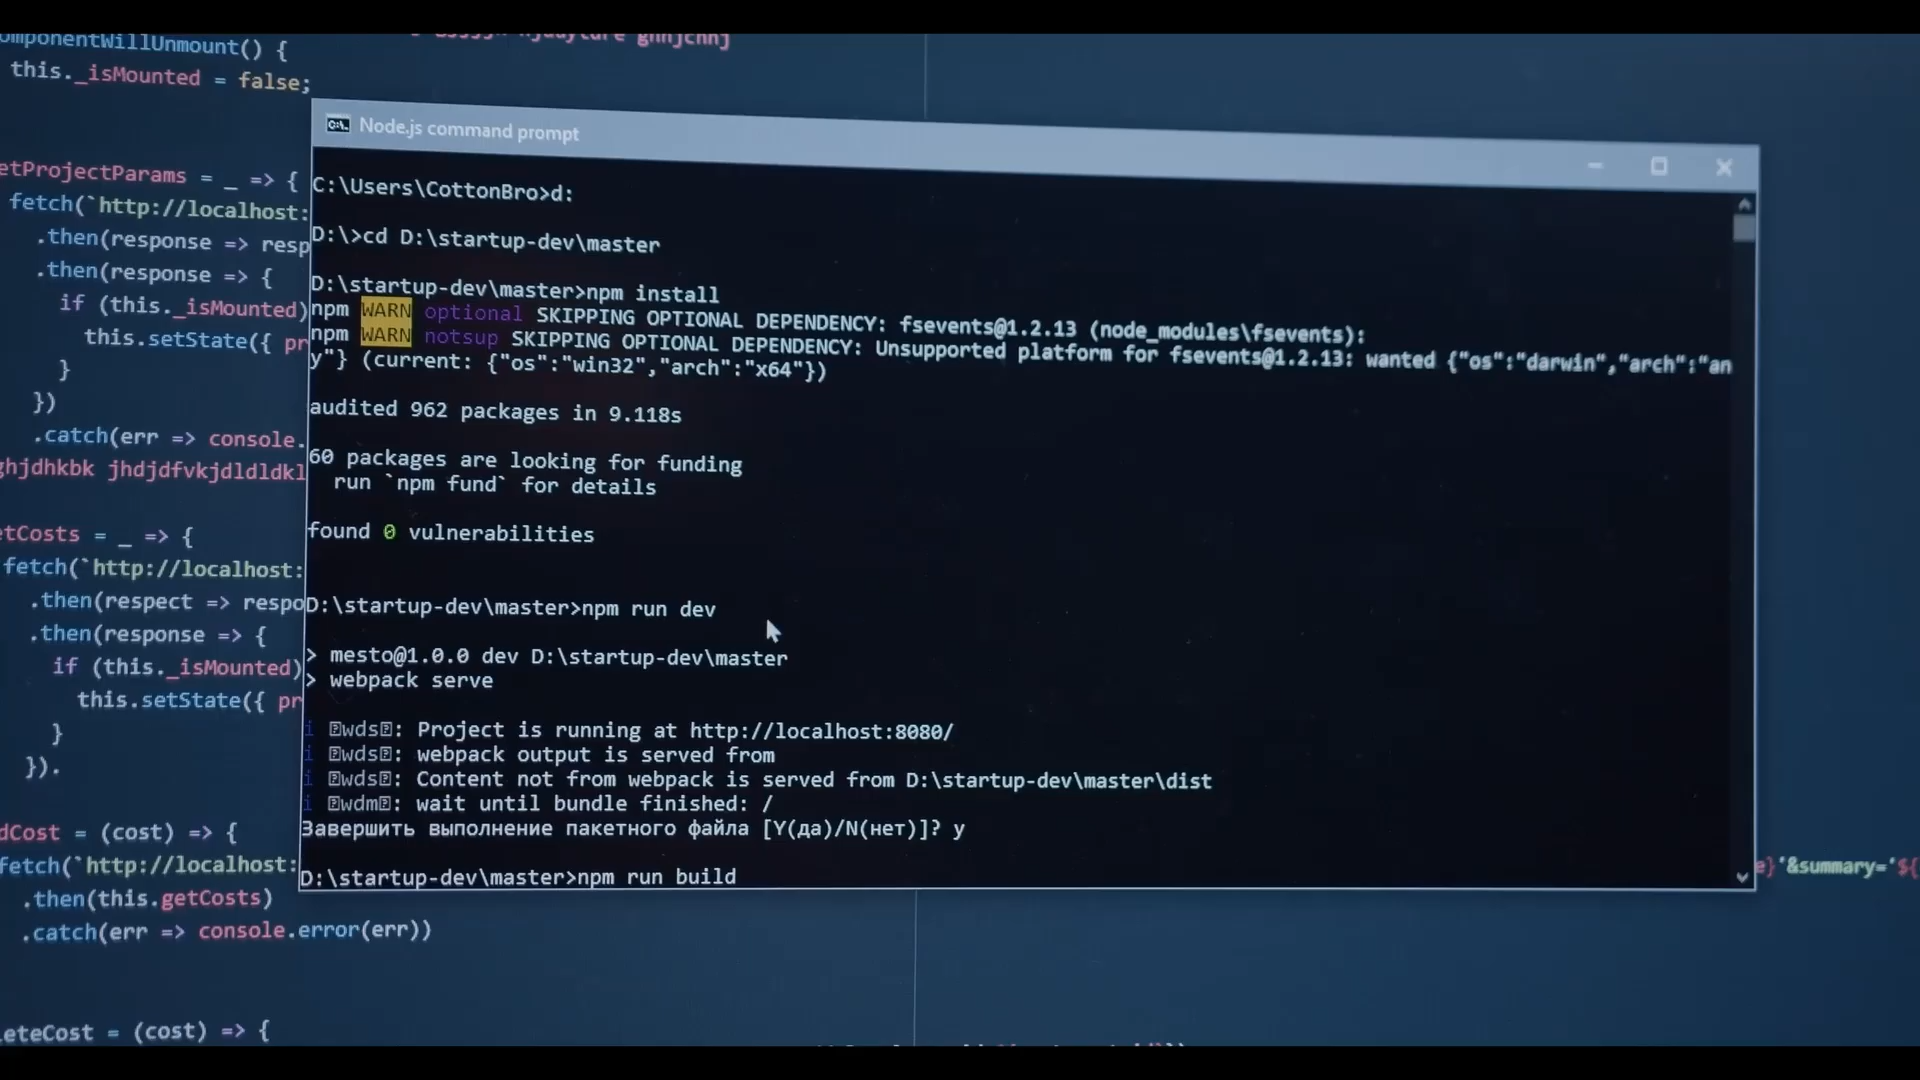 componentWillUnmount() {
this._isMounted = false;
etProjectParams = _ => {
fetch(`http://localhost:
.then(response => resp
.then(response => {
if (this._isMounted)
this.setState({ pr
}
})
.catch(err => console.
ghjdhkbk jhdjdfvkjdldldkl
etCosts = _ => {
fetch(`http://localhost:
.then(respect => respo
.then(response => {
if (this._isMounted)
this.setState({ pr
}
}).
dCost = (cost) => {
fetch(`http://localhost:
.then(this.getCosts)
.catch(err => console.error(err))
leteCost = (cost) => {
Node.js command prompt
C:\Users\CottonBro>d:
D:\>cd D:\startup-dev\master
D:\startup-dev\master>npm install
npm WARN optional SKIPPING OPTIONAL DEPENDENCY: fsevents@1.2.13 (node_modules\fsevents):
npm WARN notsup SKIPPING OPTIONAL DEPENDENCY: Unsupported platform for fsevents@1.2.13: wanted {"os":"darwin","arch":"an
y"} (current: {"os":"win32","arch":"x64"})
audited 962 packages in 9.118s
60 packages are looking for funding
run `npm fund` for details
found 0 vulnerabilities
D:\startup-dev\master>npm run dev
> mesto@1.0.0 dev D:\startup-dev\master
> webpack serve
i ⍰wds⍰: Project is running at http://localhost:8080/
i ⍰wds⍰: webpack output is served from
i ⍰wds⍰: Content not from webpack is served from D:\startup-dev\master\dist
i ⍰wdm⍰: wait until bundle finished: /
Завершить выполнение пакетного файла [Y(да)/N(нет)]? y
D:\startup-dev\master>npm run build
e}'&summary='${